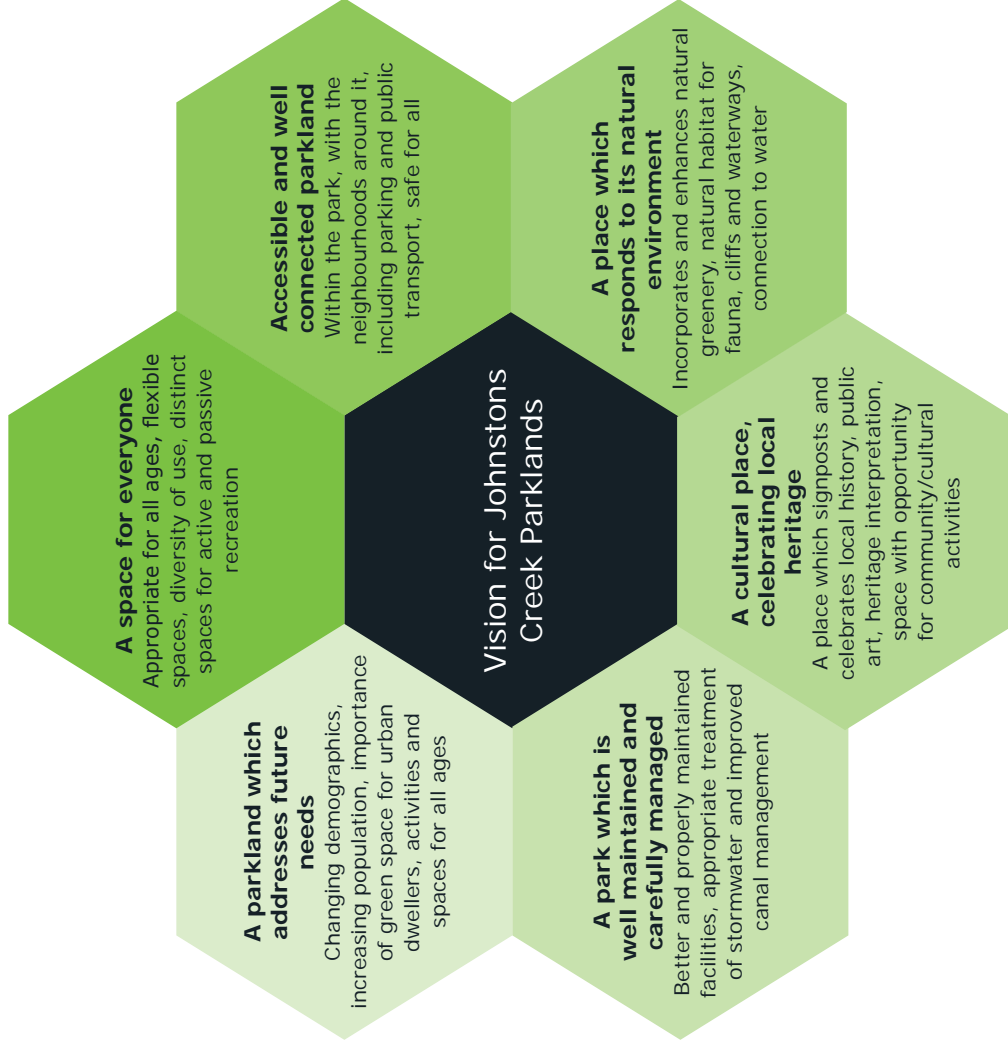 Vision for Johnstons
Creek Parklands
A space for everyone
Appropriate for all ages, flexible
spaces, diversity of use, distinct
spaces for active and passive
recreation
Accessible and well
connected parkland
Within the park, with the
neighbourhoods around it,
including parking and public
transport, safe for all
A place which
responds to its natural
environment
Incorporates and enhances natural
greenery, natural habitat for
fauna, cliffs and waterways,
connection to water
A cultural place,
celebrating local
heritage
A place which signposts and
celebrates local history, public
art, heritage interpretation,
space with opportunity
for community/cultural
activities
A park which is
well maintained and
carefully managed
Better and properly maintained
facilities, appropriate treatment
of stormwater and improved
canal management
A parkland which
addresses future
needs
Changing demographics,
increasing population, importance
of green space for urban
dwellers, activities and
spaces for all ages